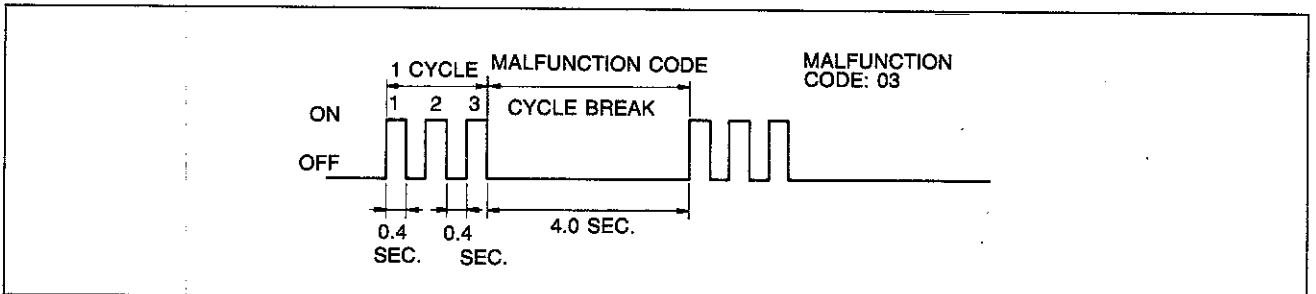 1 CYCLE
MALFUNCTION CODE
MALFUNCTION
CODE: 03
1 2 3
CYCLE BREAK
ON
OFF
0.4
SEC.
0.4
SEC.
4.0 SEC.